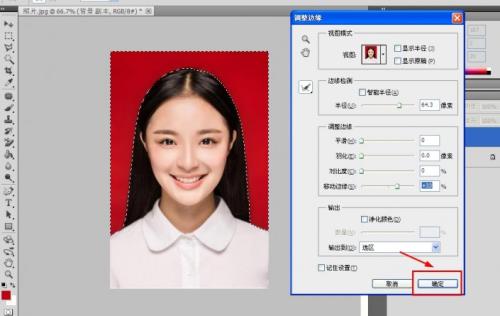 照片.jpg @ 66.7% (背景 副本, RGB/8#) *
调整边缘
视图模式
视图:
显示半径 (J)
显示原稿 (P)
边缘检测
智能半径
半径(U):
64.3
像素
调整边缘
平滑(H):
0
羽化(E):
0.0
像素
对比度(C):
0
%
移动边缘(S):
%
输出
净化颜色(D)
数量(N):
%
输出到(O):
选区
记住设置(T)
取消
确定